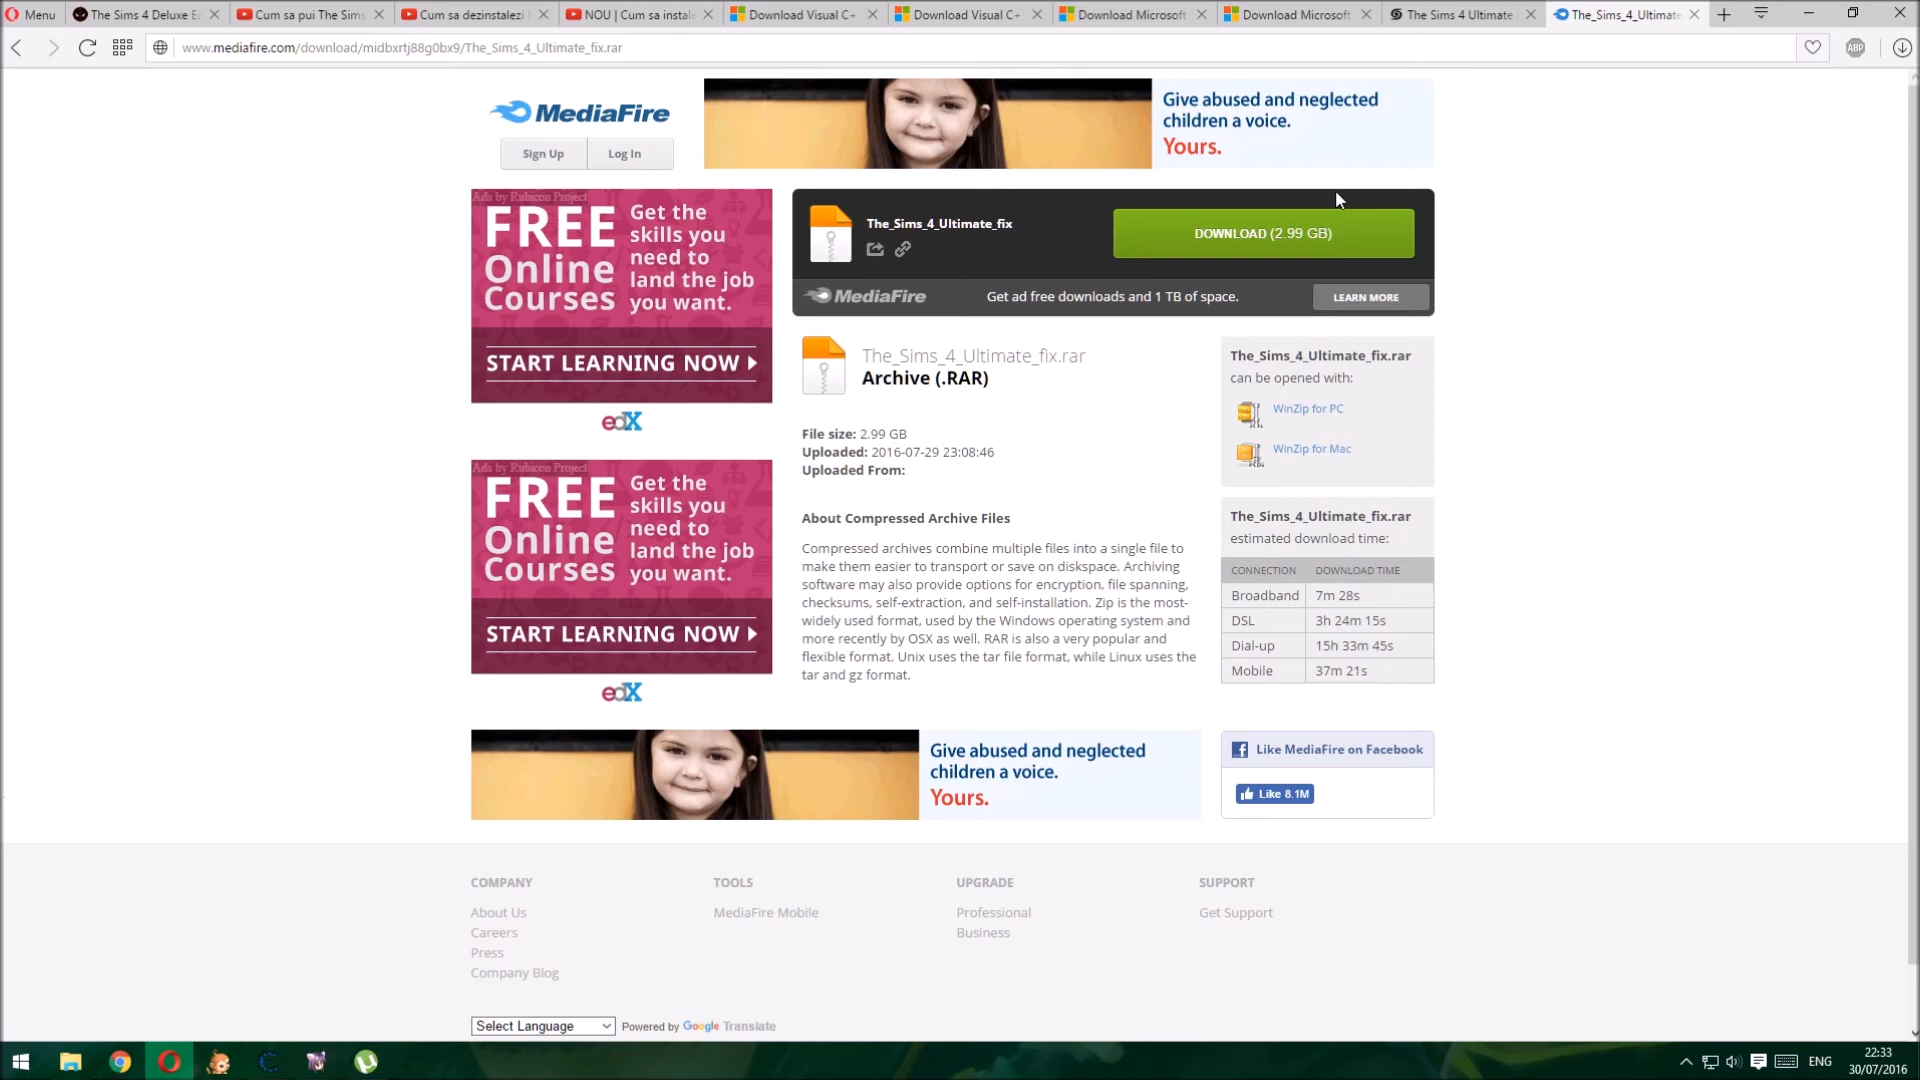 Menu
The Sims 4 Deluxe E
Cum sa pui The Sims
Cum sa dezinstalezi
NOU | Cum sa instale
Download Visual C+
Download Visual C+
Download Microsoft
Download Microsoft
The Sims 4 Ultimate
The_Sims_4_Ultimate
www.mediafire.com/download/midbxrtj88g0bx9/The_Sims_4_Ultimate_fix.rar
ABP
MediaFire
Sign Up
Log In
Give abused and neglected
children a voice.
Yours.
Ads by Rubicon Project
FREE
Online
Courses
Get the
skills you
need to
land the job
you want.
START LEARNING NOW
edX
The_Sims_4_Ultimate_fix
DOWNLOAD (2.99 GB)
MediaFire
Get ad free downloads and 1 TB of space.
LEARN MORE
The_Sims_4_Ultimate_fix.rar
Archive (.RAR)
File size: 2.99 GB
Uploaded: 2016-07-29 23:08:46
Uploaded From:
About Compressed Archive Files
Compressed archives combine multiple files into a single file to
make them easier to transport or save on diskspace. Archiving
software may also provide options for encryption, file spanning,
checksums, self-extraction, and self-installation. Zip is the most-
widely used format, used by the Windows operating system and
more recently by OSX as well. RAR is also a very popular and
flexible format. Unix uses the tar file format, while Linux uses the
tar and gz format.
The_Sims_4_Ultimate_fix.rar
can be opened with:
WinZip for PC
WinZip for Mac
The_Sims_4_Ultimate_fix.rar
estimated download time:
CONNECTION DOWNLOAD TIME
Broadband 7m 28s
DSL 3h 24m 15s
Dial-up 15h 33m 45s
Mobile 37m 21s
Ads by Rubicon Project
FREE
Online
Courses
Get the
skills you
need to
land the job
you want.
START LEARNING NOW
edX
Give abused and neglected
children a voice.
Yours.
Like MediaFire on Facebook
Like 8.1M
COMPANY
About Us
Careers
Press
Company Blog
TOOLS
MediaFire Mobile
UPGRADE
Professional
Business
SUPPORT
Get Support
Select Language
Powered by Google Translate
ENG
22:33
30/07/2016